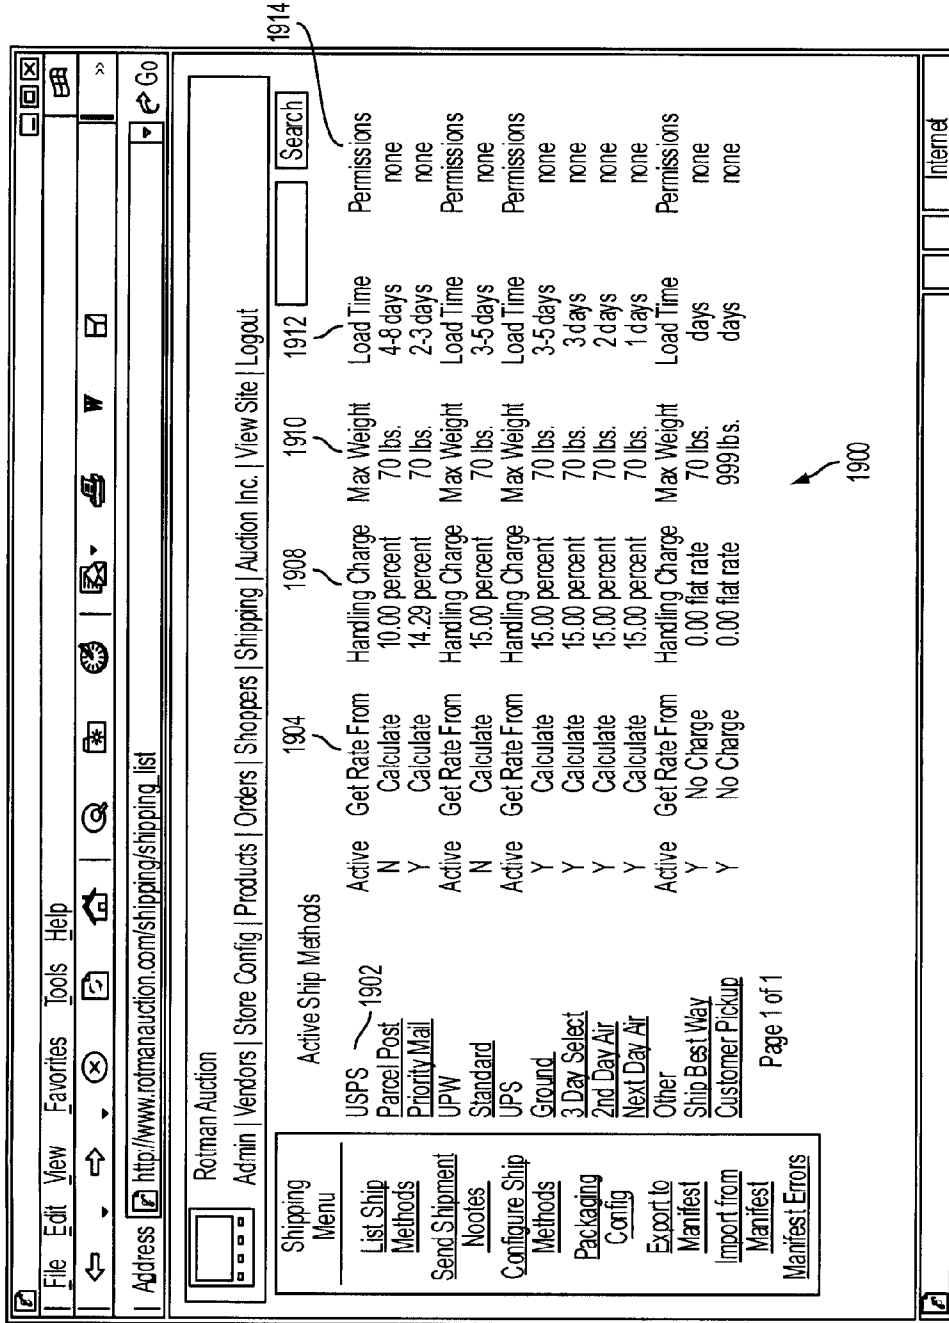 File Edit View Favorites Tools Help
»
Address http://www.rotmanauction.com/shipping/shipping_list Go
Rotman Auction
Admin | Vendors | Store Config | Products | Orders | Shoppers | Shipping | Auction Inc. | View Site | Logout
Search
Shipping
Menu
List Ship
Methods
Send Shipment
Nootes
Configure Ship
Methods
Packaging
Config
Export to
Manifest
Import from
Manifest
Manifest Errors
Active Ship Methods
1902 1904 1908 1910 1912 1914
USPS Active Get Rate From Handling Charge Max Weight Load Time Permissions
Parcel Post N Calculate 10.00 percent 70 lbs. 4-8 days none
Priority Mail Y Calculate 14.29 percent 70 lbs. 2-3 days none
UPW Active Get Rate From Handling Charge Max Weight Load Time Permissions
Standard N Calculate 15.00 percent 70 lbs. 3-5 days none
UPS Active Get Rate From Handling Charge Max Weight Load Time Permissions
Ground Y Calculate 15.00 percent 70 lbs. 3-5 days none
3 Day Select Y Calculate 15.00 percent 70 lbs. 3 days none
2nd Day Air Y Calculate 15.00 percent 70 lbs. 2 days none
Next Day Air Y Calculate 15.00 percent 70 lbs. 1 days none
Other Active Get Rate From Handling Charge Max Weight Load Time Permissions
Ship Best Way Y No Charge 0.00 flat rate 70 lbs. days none
Customer Pickup Y No Charge 0.00 flat rate 999 lbs. days none
Page 1 of 1
1900
Internet